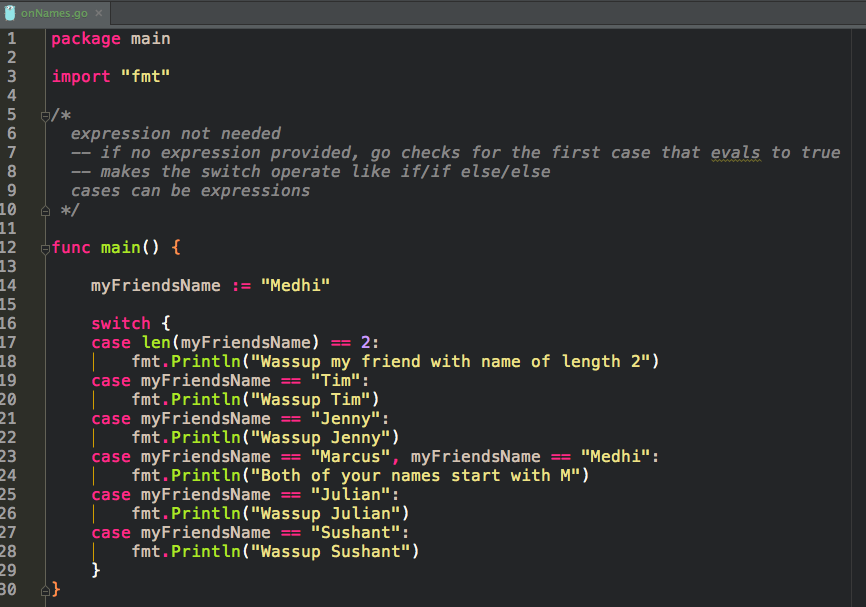 onNames.go ×
1 package main
2
3 import "fmt"
4
5 /*
6 expression not needed
7 -- if no expression provided, go checks for the first case that evals to true
8 -- makes the switch operate like if/if else/else
9 cases can be expressions
10 */
11
12 func main() {
13
14 myFriendsName := "Medhi"
15
16 switch {
17 case len(myFriendsName) == 2:
18 fmt.Println("Wassup my friend with name of length 2")
19 case myFriendsName == "Tim":
20 fmt.Println("Wassup Tim")
21 case myFriendsName == "Jenny":
22 fmt.Println("Wassup Jenny")
23 case myFriendsName == "Marcus", myFriendsName == "Medhi":
24 fmt.Println("Both of your names start with M")
25 case myFriendsName == "Julian":
26 fmt.Println("Wassup Julian")
27 case myFriendsName == "Sushant":
28 fmt.Println("Wassup Sushant")
29 }
30 }